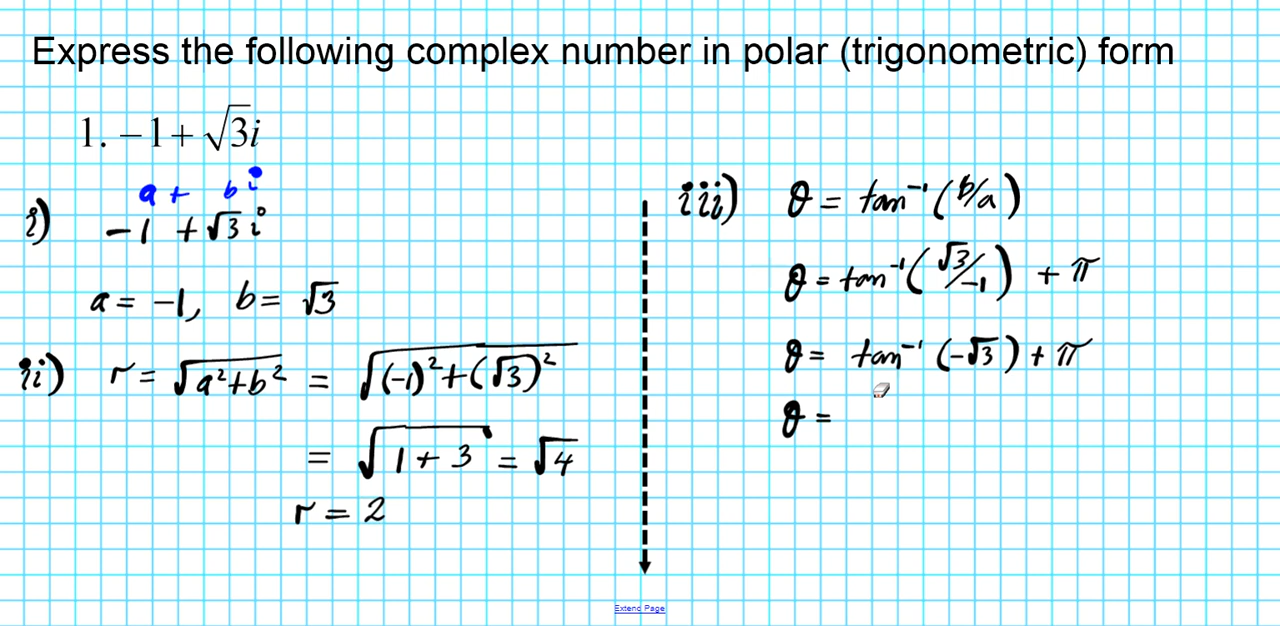 Express the following complex number in polar (trigonometric) form
1. −1 + √3i
a + bi
i) −1 + √3 i
a = −1, b = √3
ii) r = √a²+b² = √(−1)²+(√3)²
= √1 + 3 = √4
r = 2
iii) θ = tan⁻¹(b/a)
θ = tan⁻¹(√3/−1) + π
θ = tan⁻¹(−√3) + π
θ =
Extend Page